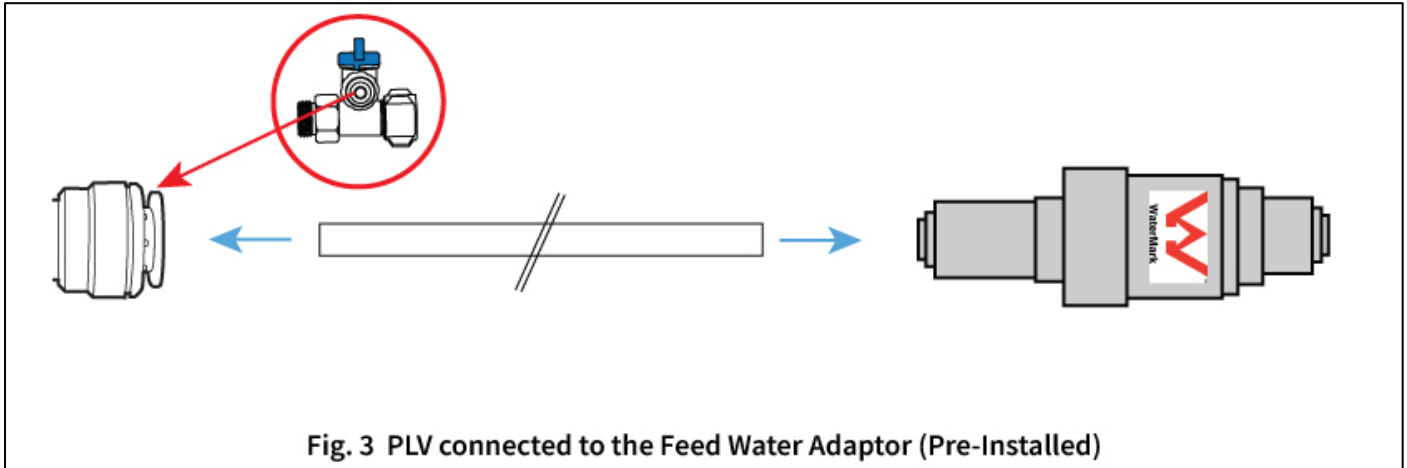 WaterMark
Fig. 3 PLV connected to the Feed Water Adaptor (Pre-Installed)